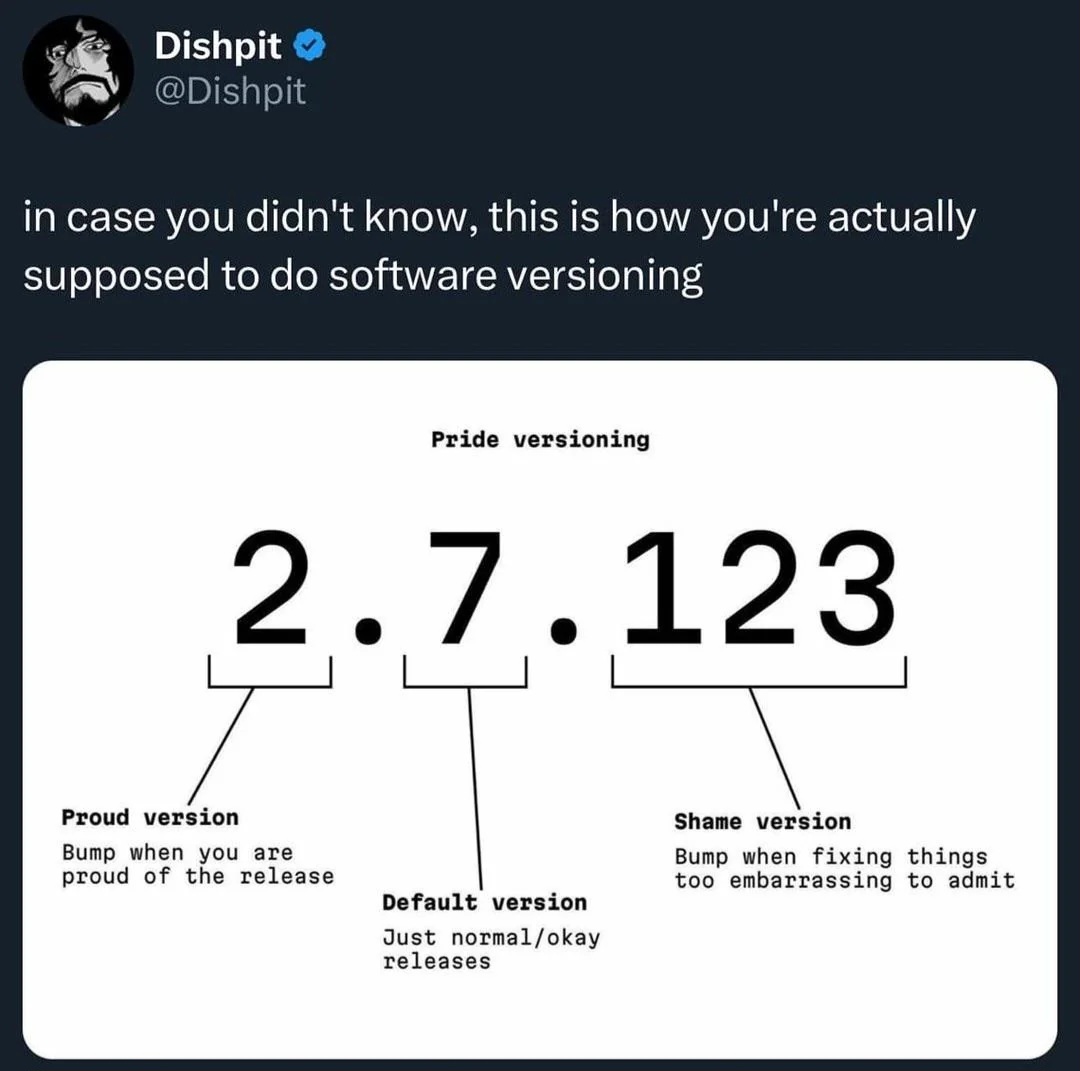 Dishpit
@Dishpit
in case you didn't know, this is how you're actually
supposed to do software versioning
Pride versioning
2.7.123
Proud version
Bump when you are
proud of the release
Default version
Just normal/okay
releases
Shame version
Bump when fixing things
too embarrassing to admit